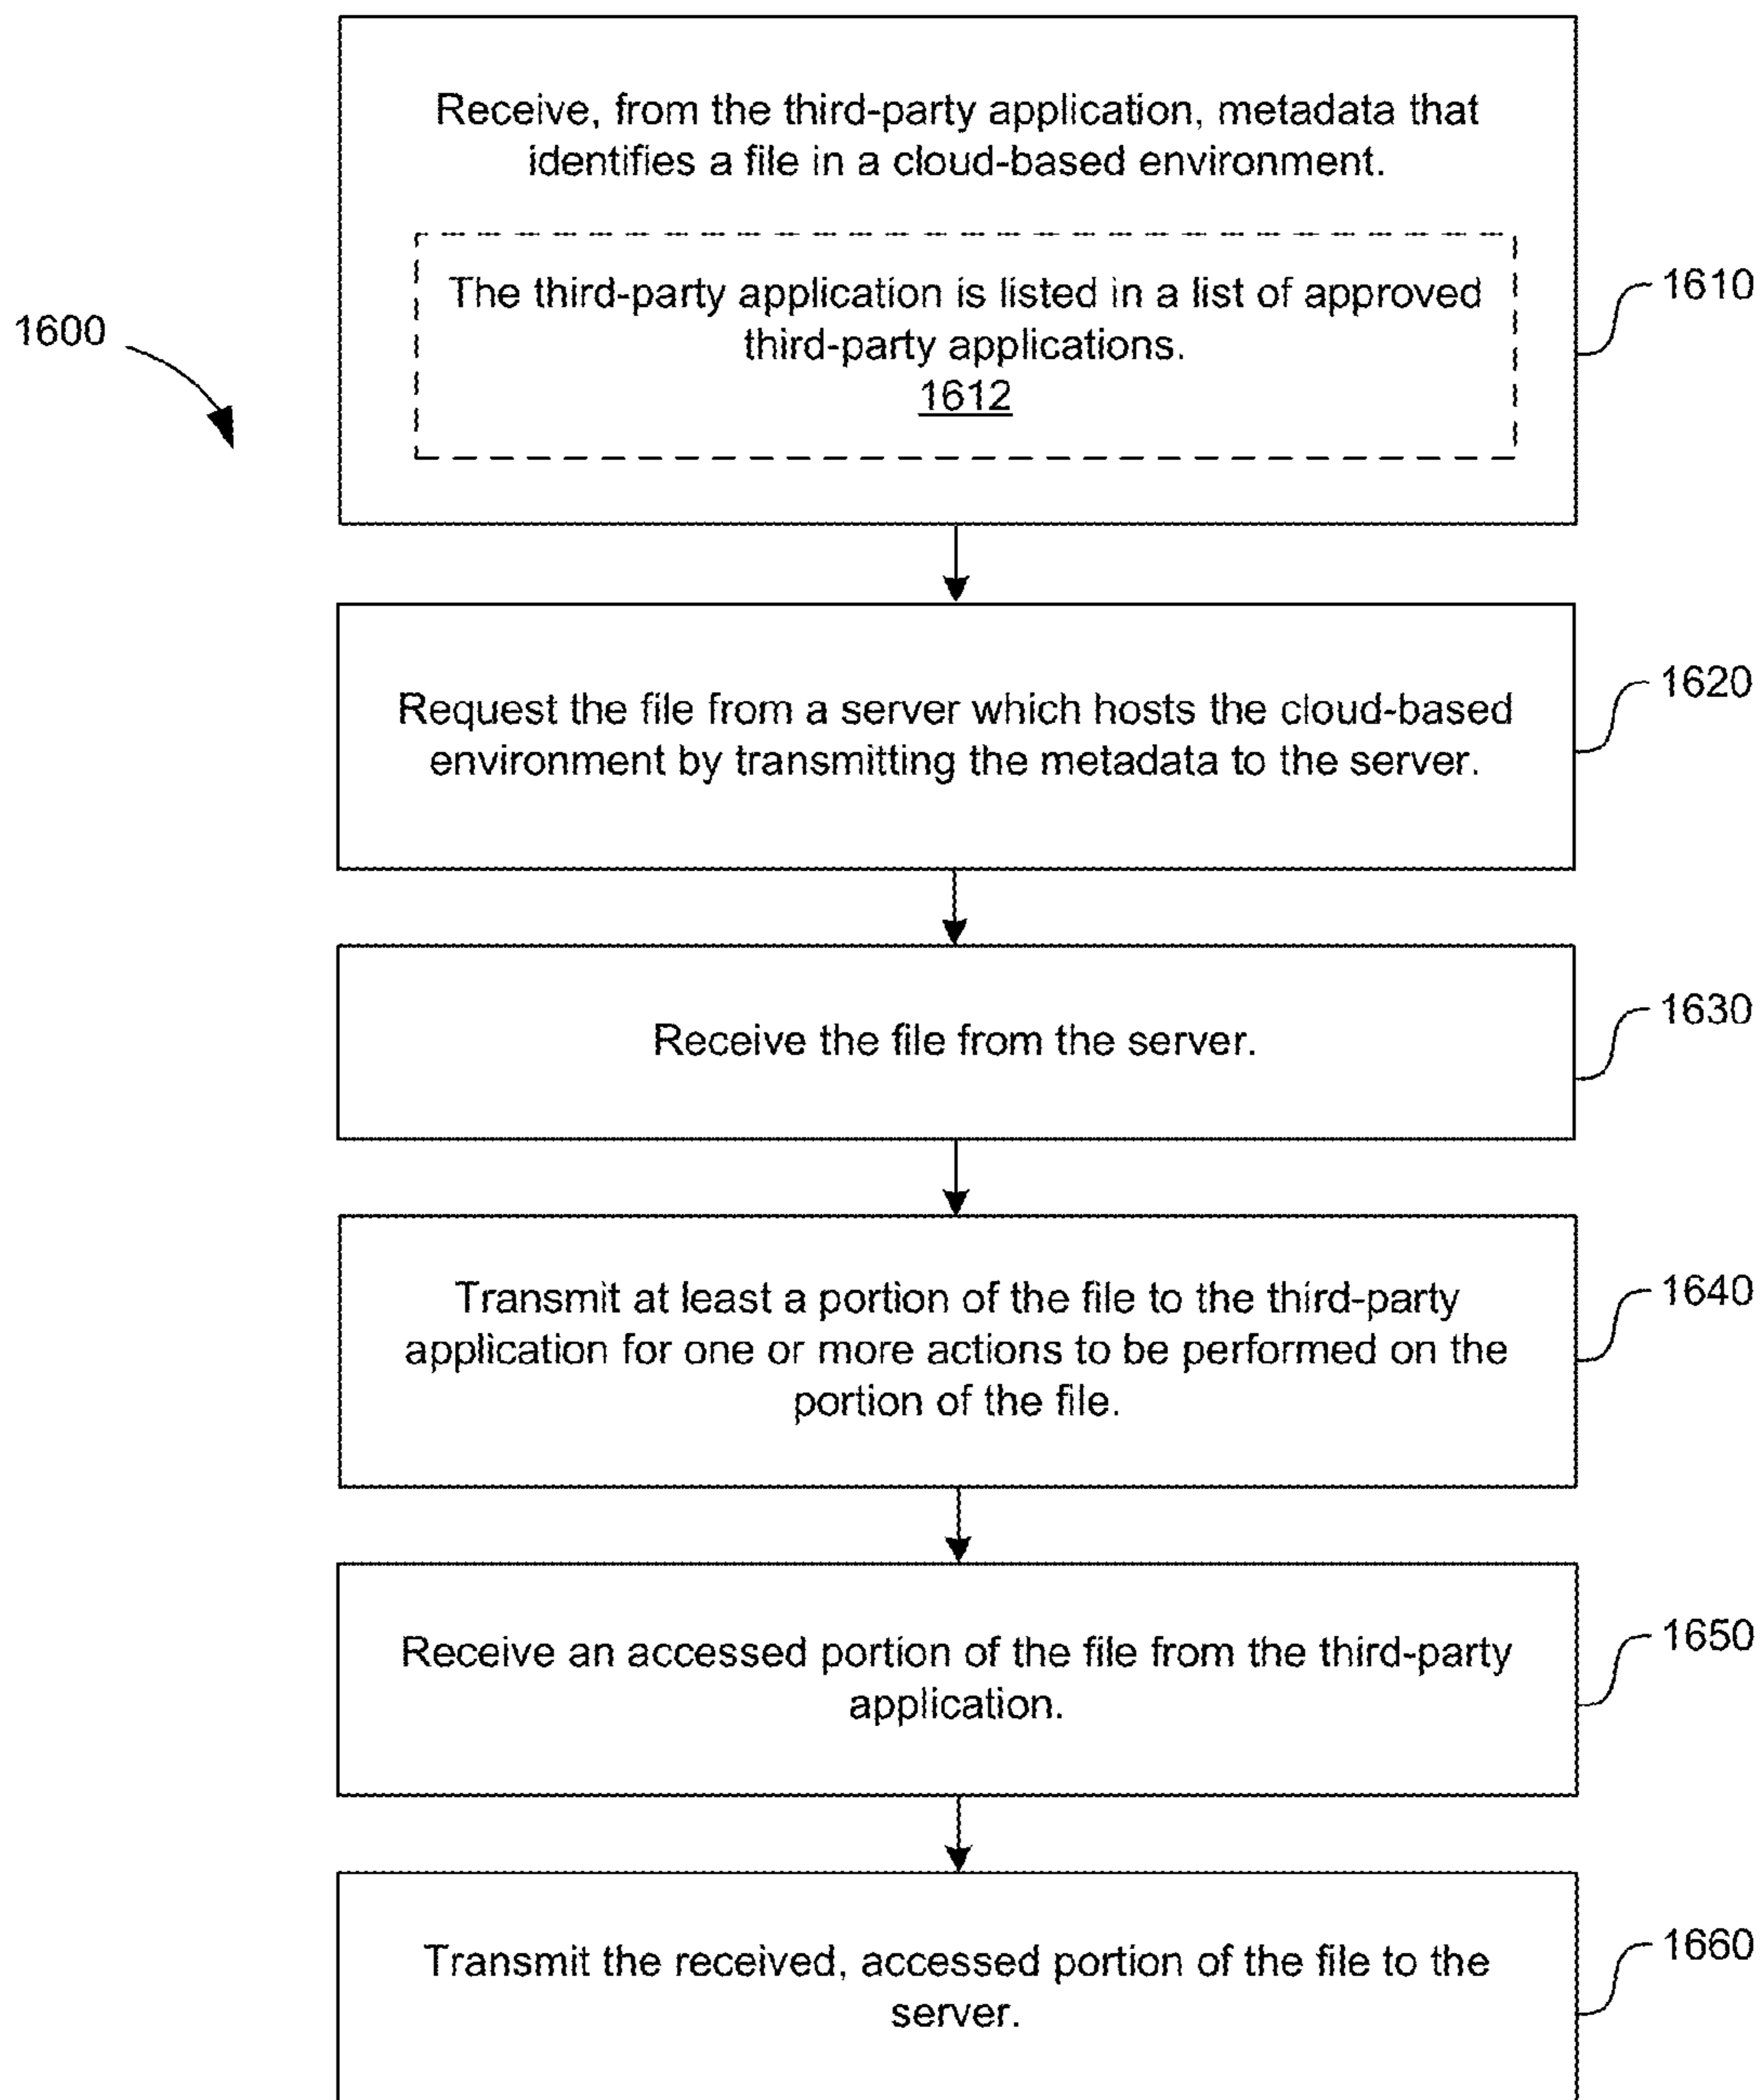 Receive, from the third-party application, metadata that
identifies a file in a cloud-based environment.
The third-party application is listed in a list of approved
third-party applications.
1612
1610
1600
Request the file from a server which hosts the cloud-based
environment by transmitting the metadata to the server.
1620
Receive the file from the server.
1630
Transmit at least a portion of the file to the third-party
application for one or more actions to be performed on the
portion of the file.
1640
Receive an accessed portion of the file from the third-party
application.
1650
Transmit the received, accessed portion of the file to the
server.
1660